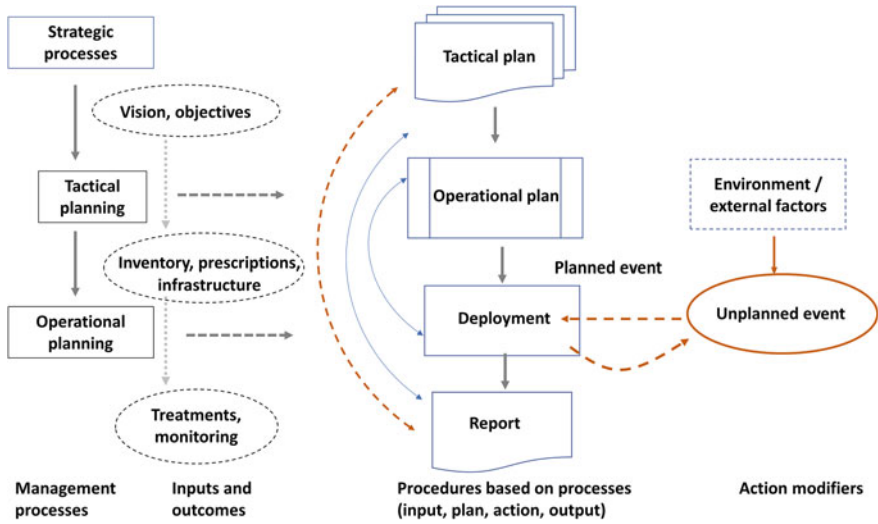 Strategic
processes
Vision, objectives
Tactical
planning
Inventory, prescriptions,
infrastructure
Operational
planning
Treatments,
monitoring
Tactical plan
Operational plan
Planned event
Deployment
Report
Environment /
external factors
Unplanned event
Management
processes
Inputs and
outcomes
Procedures based on processes
(input, plan, action, output)
Action modifiers